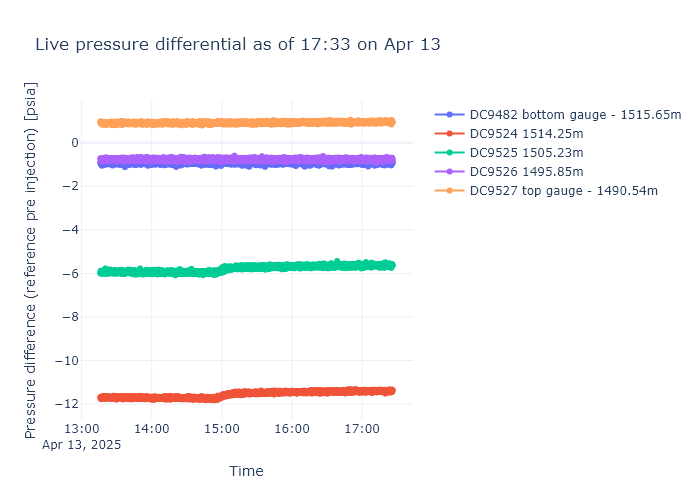 Live pressure differential as of 17:33 on Apr 13
Pressure difference (reference pre injection) [psia]
0
−2
−4
−6
−8
−10
−12
13:00
Apr 13, 2025
14:00
15:00
16:00
17:00
Time
DC9482 bottom gauge - 1515.65m
DC9524 1514.25m
DC9525 1505.23m
DC9526 1495.85m
DC9527 top gauge - 1490.54m